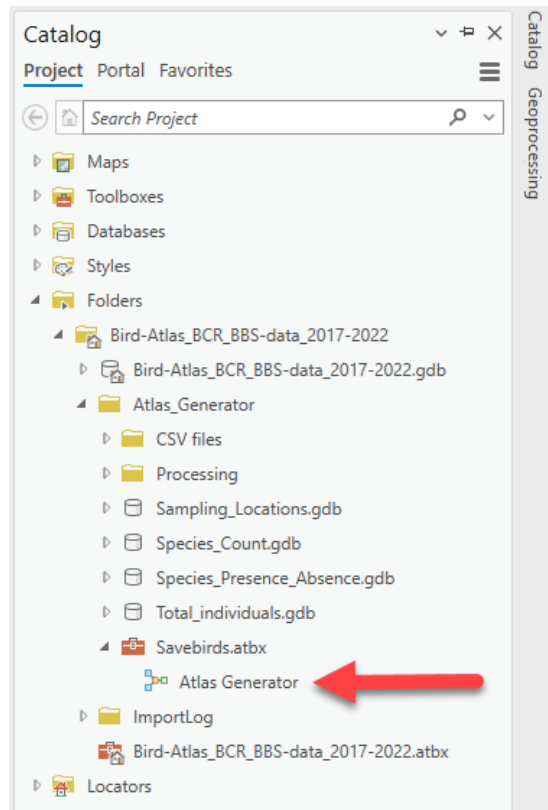 Catalog
Project Portal Favorites
Search Project
Maps
Toolboxes
Databases
Styles
Folders
Bird-Atlas_BCR_BBS-data_2017-2022
Bird-Atlas_BCR_BBS-data_2017-2022.gdb
Atlas_Generator
CSV files
Processing
Sampling_Locations.gdb
Species_Count.gdb
Species_Presence_Absence.gdb
Total_individuals.gdb
Savebirds.atbx
Atlas Generator
ImportLog
Bird-Atlas_BCR_BBS-data_2017-2022.atbx
Locators
Catalog
Geoprocessing